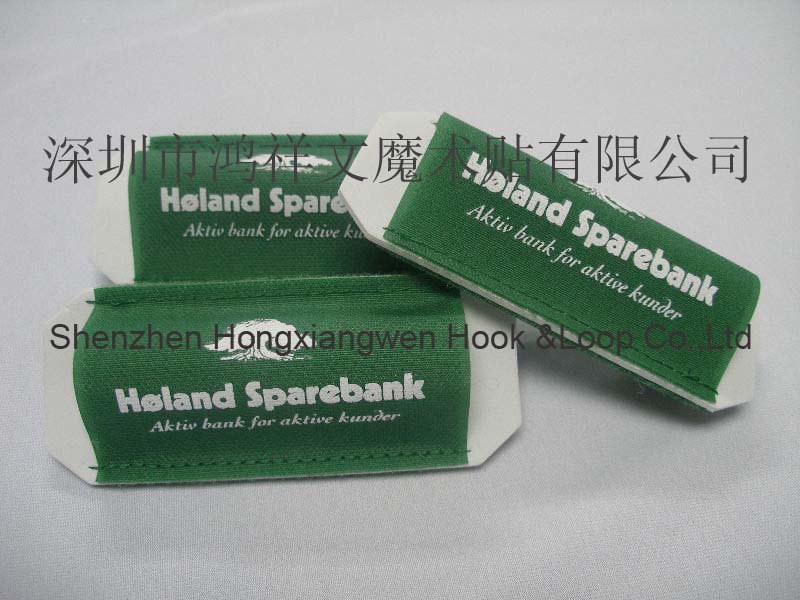 深圳市鸿祥文魔术贴有限公司
Høland Spare
Aktiv bank for aktive ku
Høland Sparebank
Aktiv bank for aktive kunder
Shenzhen Hongxiangwen Hook &Loop Co.,Ltd
Høland Sparebank
Aktiv bank for aktive kunder